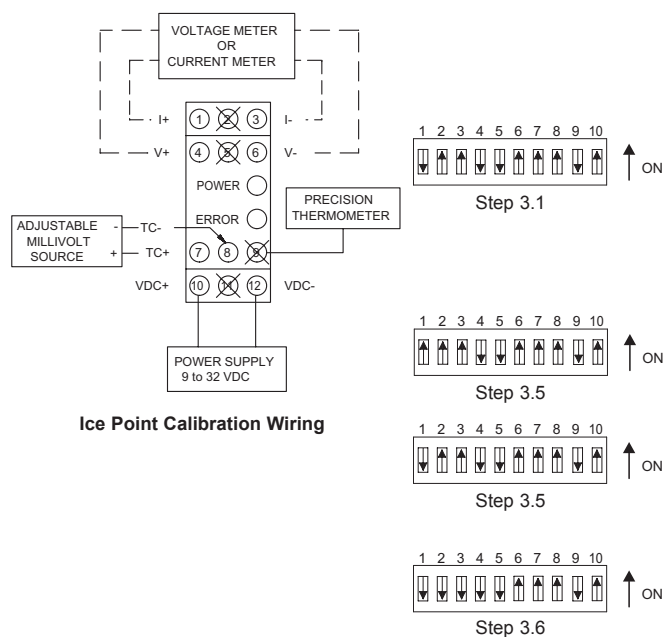 VOLTAGE METER
OR
CURRENT METER
I+ 1 2 3 I-
V+ 4 5 6 V-
POWER
ERROR
PRECISION
THERMOMETER
ADJUSTABLE
MILLIVOLT
SOURCE
- TC-
+ TC+
7 8 9
VDC+ 10 11 12 VDC-
POWER SUPPLY
9 to 32 VDC
Ice Point Calibration Wiring
1 2 3 4 5 6 7 8 9 10
ON
Step 3.1
1 2 3 4 5 6 7 8 9 10
ON
Step 3.5
1 2 3 4 5 6 7 8 9 10
ON
Step 3.5
1 2 3 4 5 6 7 8 9 10
ON
Step 3.6